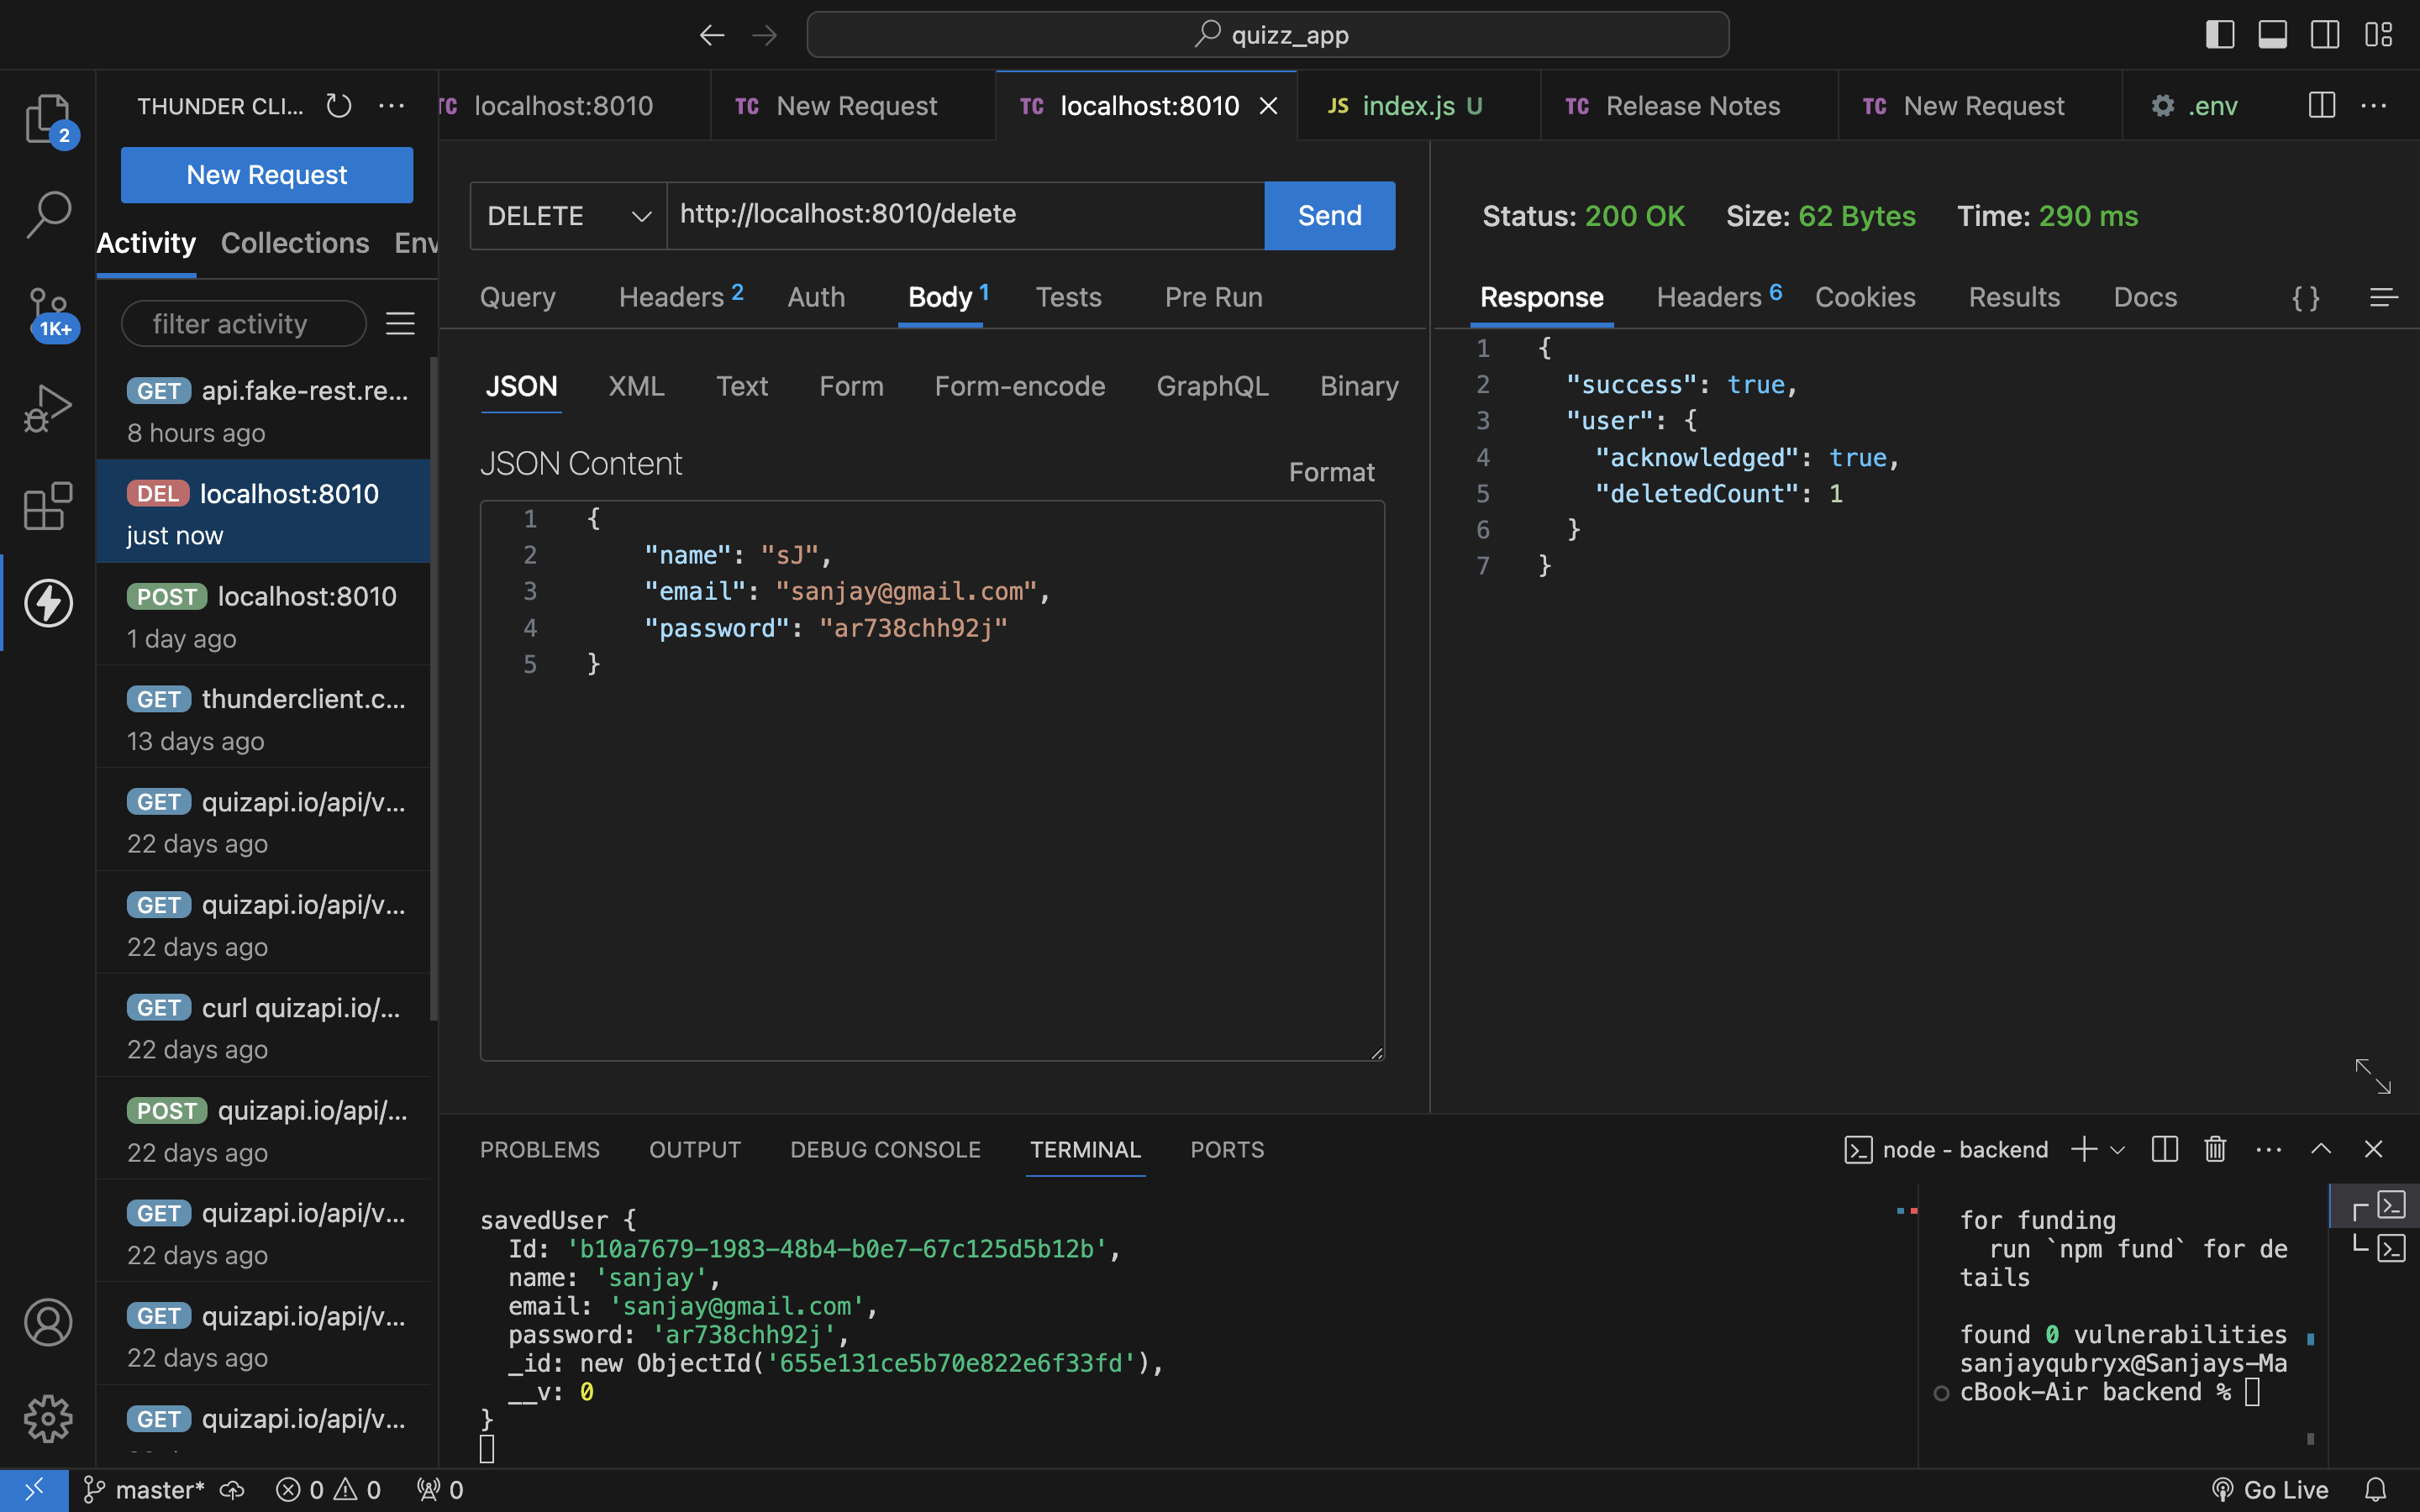 quizz_app
THUNDER CLI...
TC localhost:8010
TC New Request
TC localhost:8010
JS index.js U
TC Release Notes
TC New Request
.env
2
1K+
New Request
Activity Collections Env
filter activity
GET api.fake-rest.re...
8 hours ago
DEL localhost:8010
just now
POST localhost:8010
1 day ago
GET thunderclient.c...
13 days ago
GET quizapi.io/api/v...
22 days ago
GET quizapi.io/api/v...
22 days ago
GET curl quizapi.io/...
22 days ago
POST quizapi.io/api/...
22 days ago
GET quizapi.io/api/v...
22 days ago
GET quizapi.io/api/v...
22 days ago
GET quizapi.io/api/v...
DELETE http://localhost:8010/delete Send
Query Headers 2 Auth Body 1 Tests Pre Run
JSON XML Text Form Form-encode GraphQL Binary
JSON Content
Format
1 {
2 "name": "sJ",
3 "email": "sanjay@gmail.com",
4 "password": "ar738chh92j"
5 }
Status: 200 OK Size: 62 Bytes Time: 290 ms
Response Headers 6 Cookies Results Docs { }
1 {
2 "success": true,
3 "user": {
4 "acknowledged": true,
5 "deletedCount": 1
6 }
7 }
PROBLEMS OUTPUT DEBUG CONSOLE TERMINAL PORTS
node - backend
savedUser {
Id: 'b10a7679-1983-48b4-b0e7-67c125d5b12b',
name: 'sanjay',
email: 'sanjay@gmail.com',
password: 'ar738chh92j',
_id: new ObjectId('655e131ce5b70e822e6f33fd'),
__v: 0
}
for funding
run `npm fund` for de
tails
found 0 vulnerabilities
sanjayqubryx@Sanjays-Ma
cBook-Air backend %
master* 0 0 0
Go Live